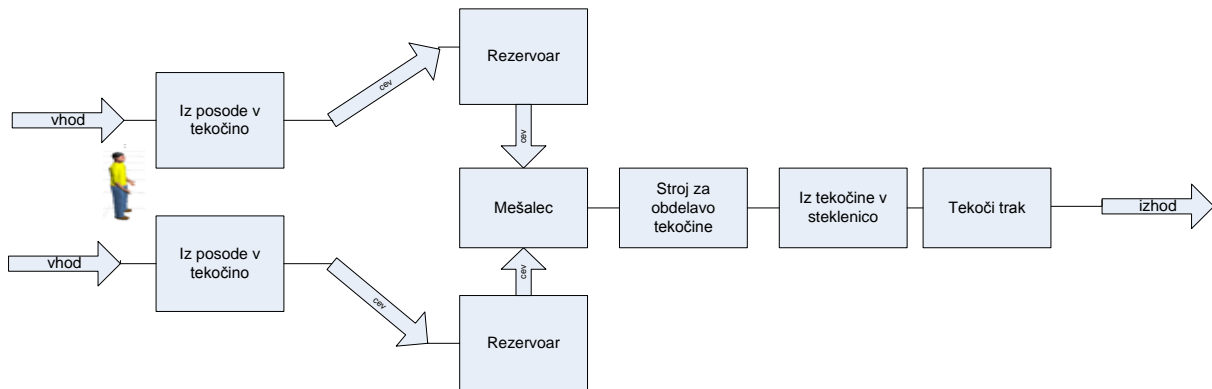 vhod
Iz posode v
tekočino
cev
Rezervoar
cev
vhod
Iz posode v
tekočino
cev
Rezervoar
cev
Mešalec
Stroj za
obdelavo
tekočine
Iz tekočine v
steklenico
Tekoči trak
izhod